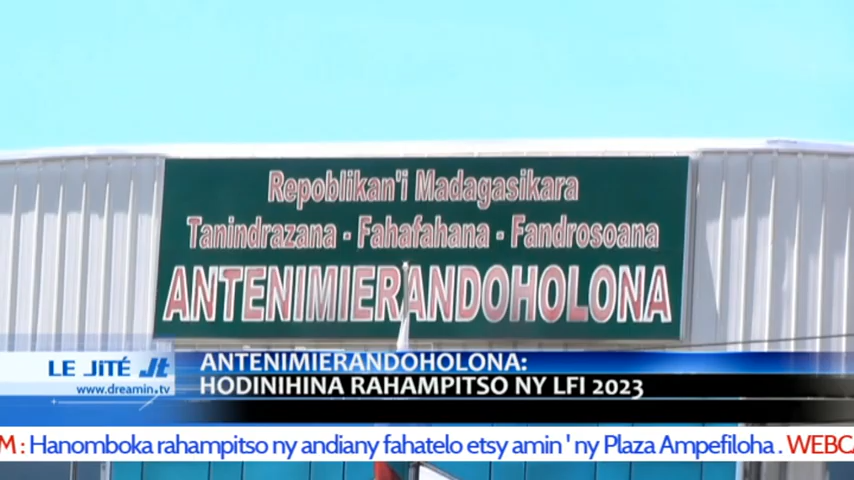 Repoblikan'i Madagasikara
Tanindrazana - Fahafahana - Fandrosoana
ANTENIMIERANDOHOLONA
LE JiTÉ Jt
www.dreamin.tv
ANTENIMIERANDOHOLONA:
HODINIHINA RAHAMPITSO NY LFI 2023
M : Hanomboka rahampitso ny andiany fahatelo etsy amin ' ny Plaza Ampefiloha . WEBCA